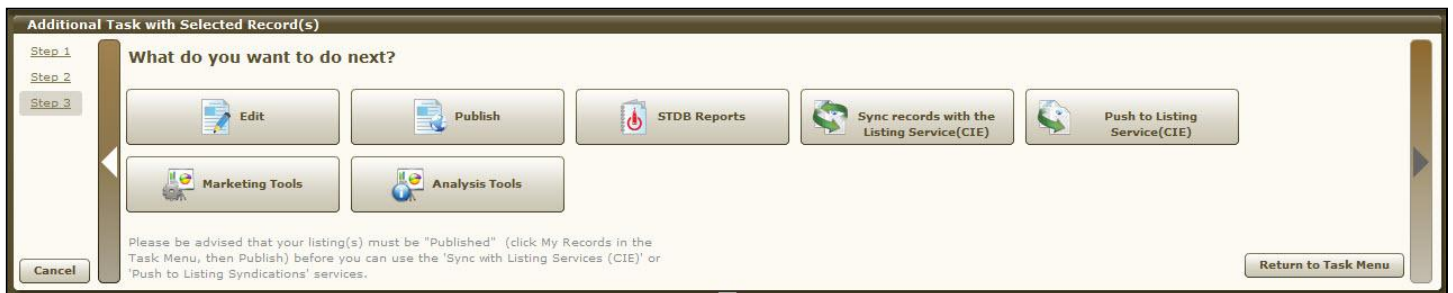 Additional Task with Selected Record(s)
Step 1
Step 2
Step 3
What do you want to do next?
Edit
Publish
STDB Reports
Sync records with the
Listing Service(CIE)
Push to Listing
Service(CIE)
Marketing Tools
Analysis Tools
Please be advised that your listing(s) must be "Published"  (click My Records in the
Task Menu, then Publish) before you can use the 'Sync with Listing Services (CIE)' or
'Push to Listing Syndications' services.
Cancel
Return to Task Menu